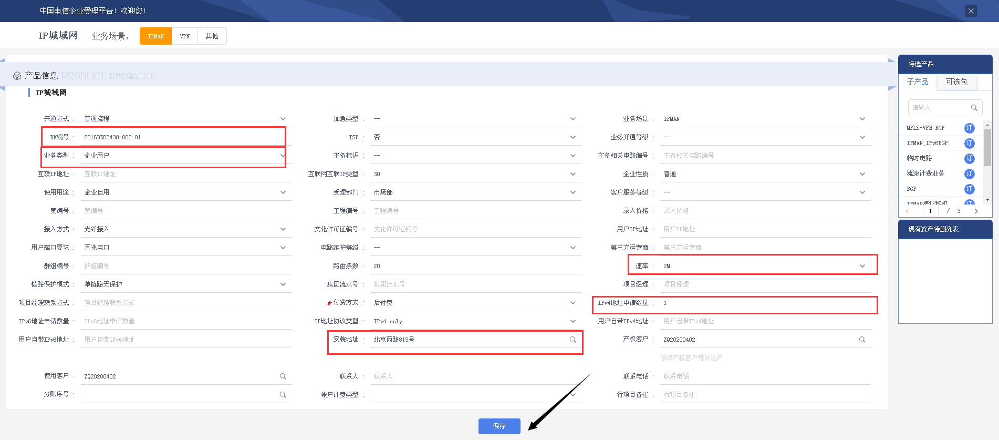 中国电信企业受理平台！欢迎您！
IP城域网 业务场景： IPMAN VPN 其他
产品信息 PRODUCT INFORMATION
IP城域网
开通方式 ： 普通流程 加急类型 ： -- 业务场景 ： IPMAN
DK编号 ： 2016DK03438-002-01 ISP ： 否 业务开通等级 ： --
业务类型 ： 企业用户 主备标识 ： -- 主备相关电路编号 ： 主备相关电路编号
互联IP地址 ： 互联IP地址 互联网互联IP类型 ： 30 企业性质 ： 普通
使用用途 ： 企业自用 受理部门 ： 市场部 客户服务等级 ： --
宽编号 ： 宽编号 工程编号 ： 工程编号 录入价格 ： 录入价格
接入方式 ： 光纤接入 文化许可证编号 ： 文化许可证编号 用户IP地址 ： 用户IP地址
用户端口要求 ： 百兆电口 电路维护等级 ： -- 第三方运营商 ： 第三方运营商
群组编号 ： 群组编号 路由条数 ： 20 速率 ： 2M
链路保护模式 ： 单链路无保护 集团流水号 ： 集团流水号 项目经理 ： 项目经理
项目经理联系方式 ： 项目经理联系方式 *付费方式 ： 后付费 IPv4地址申请数量 ： 1
IPv6地址申请数量 ： IPv6地址申请数量 IP地址协议类型 ： IPv4 only 用户自带IPv4地址 ： 用户自带IPv4地址
用户自带IPv6地址 ： 用户自带IPv6地址 安装地址 ： 北京西路819号 产权客户 ： ZQ20200402
修改产权客户等同过户
使用客户 ： ZQ20200402 联系人 ： 联系人 联系电话 ： 联系电话
分账序号 ： 帐户计费类型 ： 行项目备注 ： 行项目备注
保存
待选产品
子产品 可选包
请输入
MPLS-VPN BGP 订
IPMAN_IPv6BGP 订
临时电路 订
流速计费业务 订
BGP 订
IPMAN携址移机 订
1 / 3
现有资产待删列表